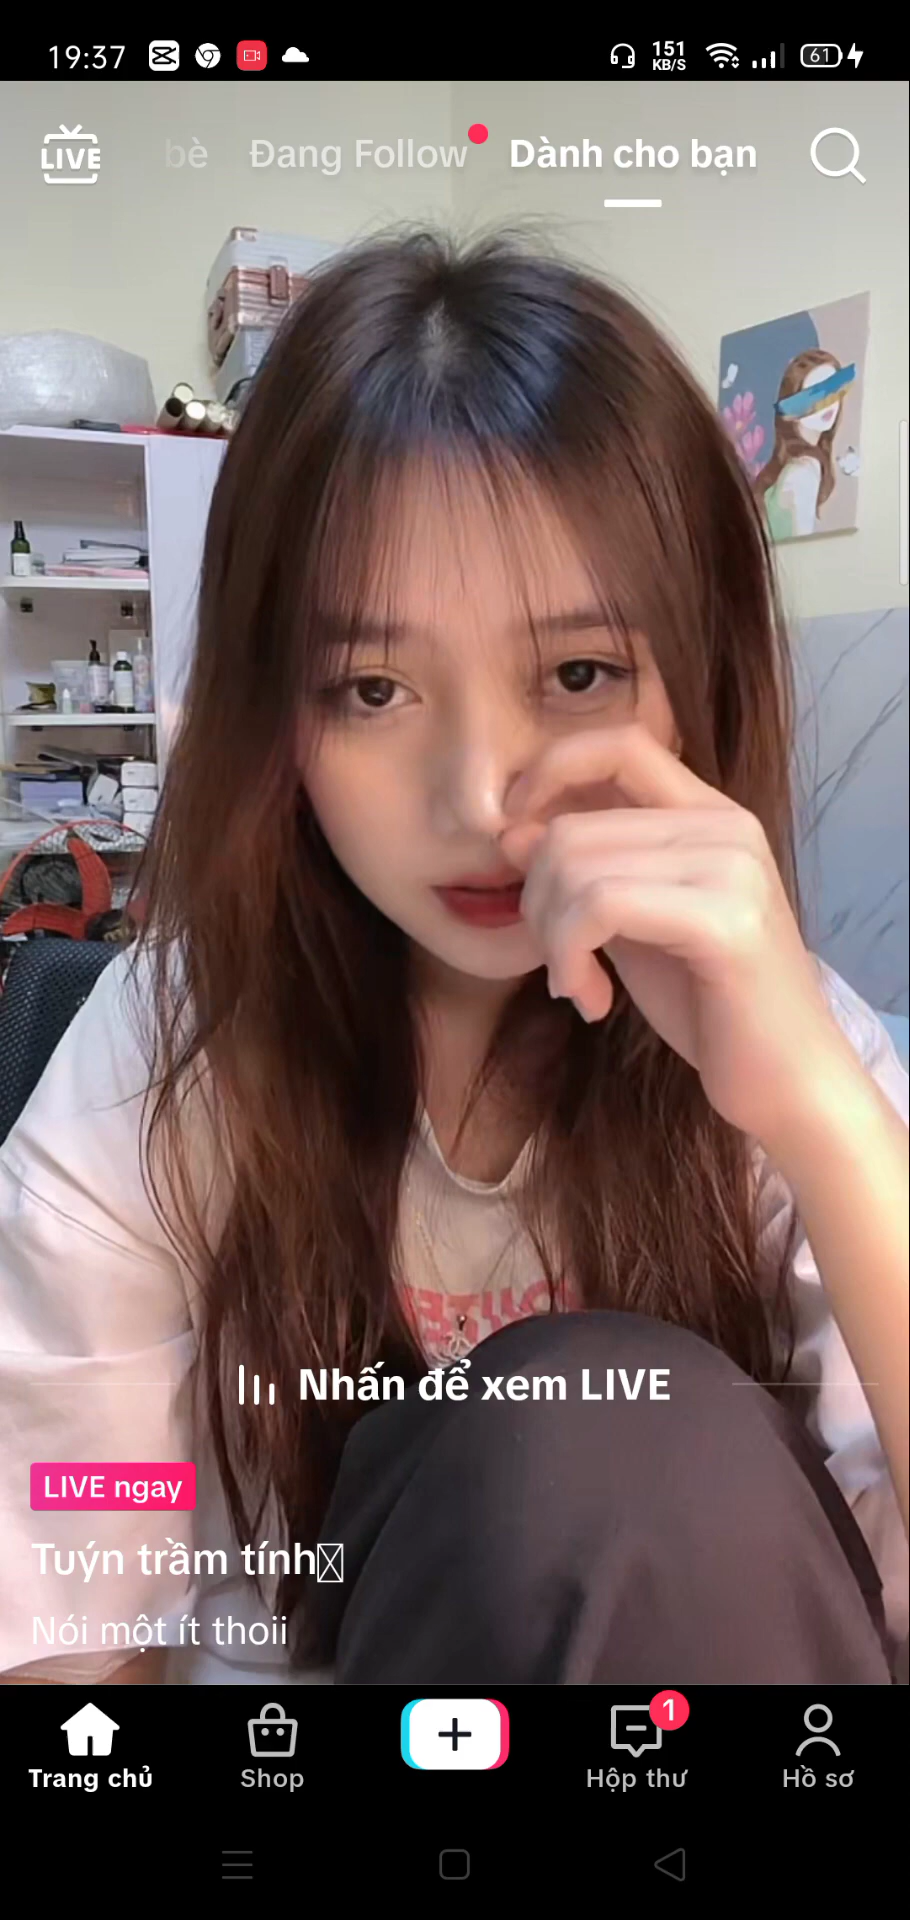 19:37
151
KB/S
61
LIVE
bè
Đang Follow
Dành cho bạn
Nhấn để xem LIVE
LIVE ngay
Tuýn trầm tính
Nói một ít thoii
1
Trang chủ
Shop
Hộp thư
Hồ sơ